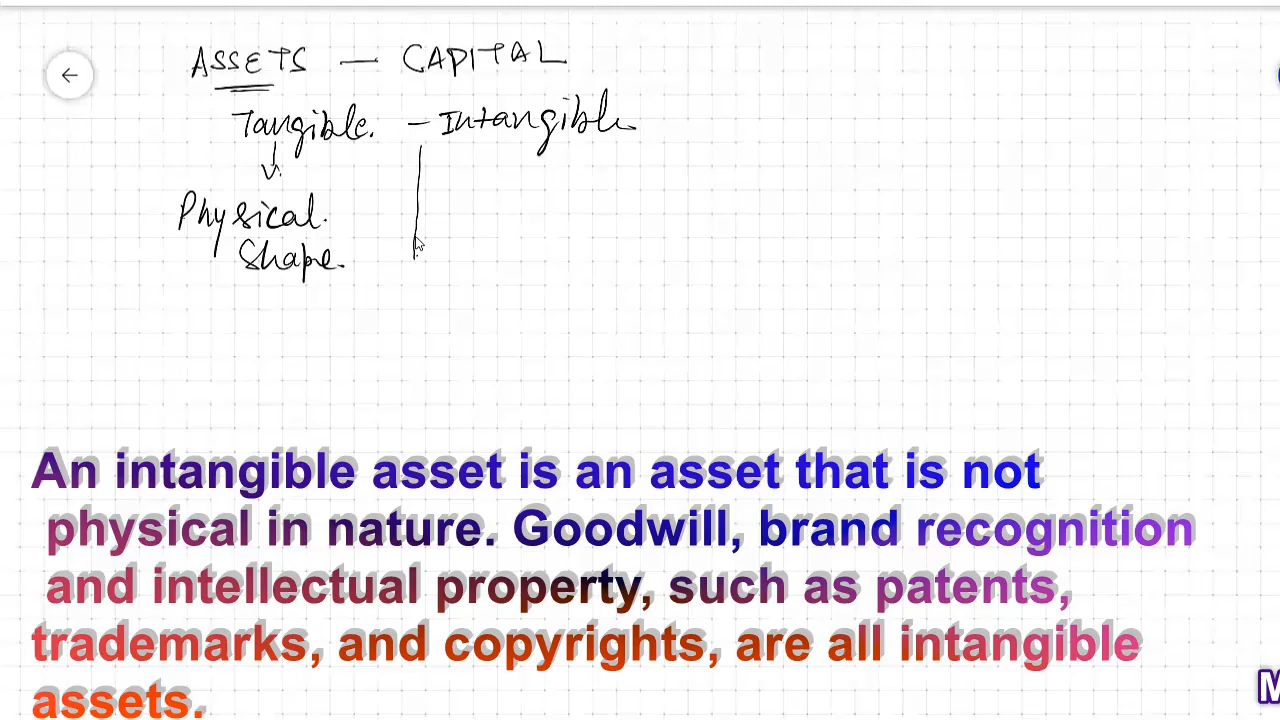 ASSETS — CAPITAL
Tangible. - Intangible
Physical.
Shape.
An intangible asset is an asset that is not
physical in nature. Goodwill, brand recognition
and intellectual property, such as patents,
trademarks, and copyrights, are all intangible
assets.
M